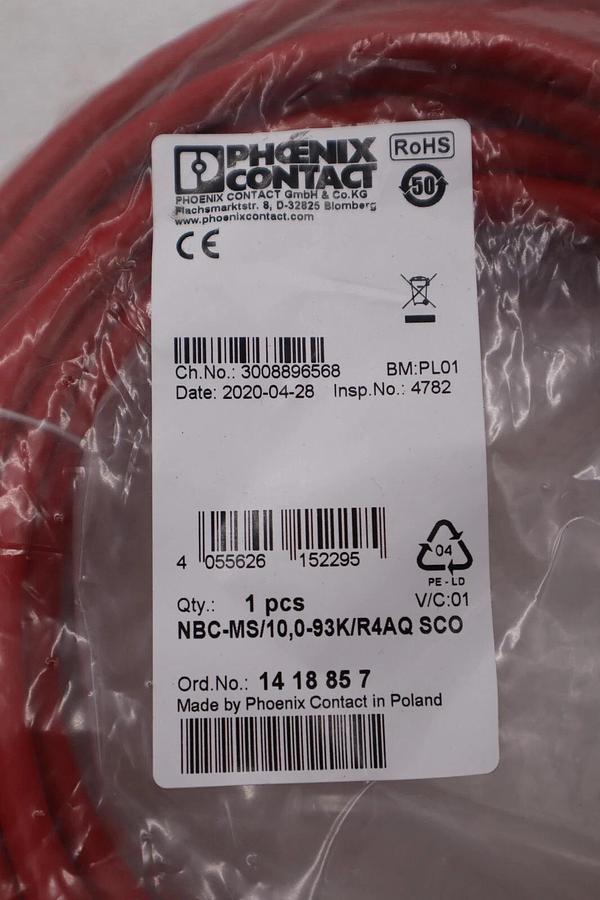 PHOENIX
CONTACT
RoHS
50
PHOENIX CONTACT GmbH & Co.KG
Flachsmarktstr. 8, D-32825 Blomberg
www.phoenixcontact.com
CE
Ch.No.: 3008896568 BM:PL01
Date: 2020-04-28 Insp.No.: 4782
4 055626 152295
04
PE-LD
Qty.: 1 pcs V/C:01
NBC-MS/10,0-93K/R4AQ SCO
Ord.No.: 14 18 85 7
Made by Phoenix Contact in Poland